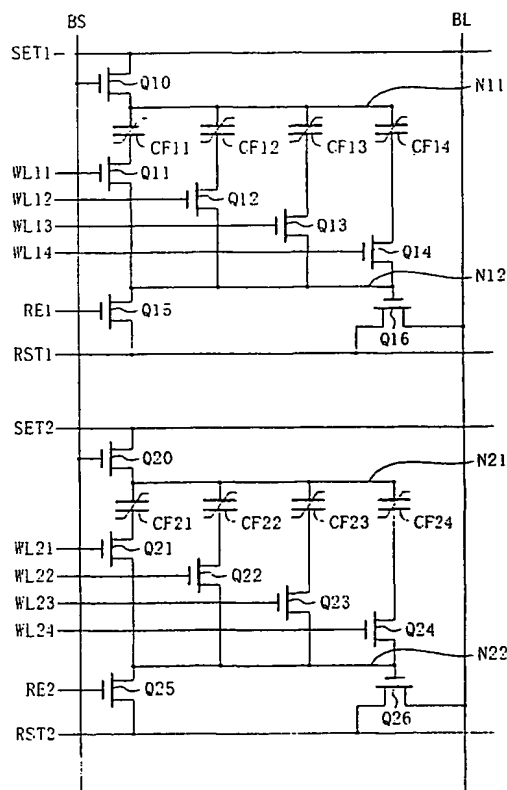 BS BL
SET1
Q10
N11
CF11 CF12 CF13 CF14
WL11 Q11
WL12 Q12
WL13 Q13
WL14 Q14
N12
RE1 Q15
Q16
RST1
SET2
Q20
N21
CF21 CF22 CF23 CF24
WL21 Q21
WL22 Q22
WL23 Q23
WL24 Q24
N22
RE2 Q25
Q26
RST2